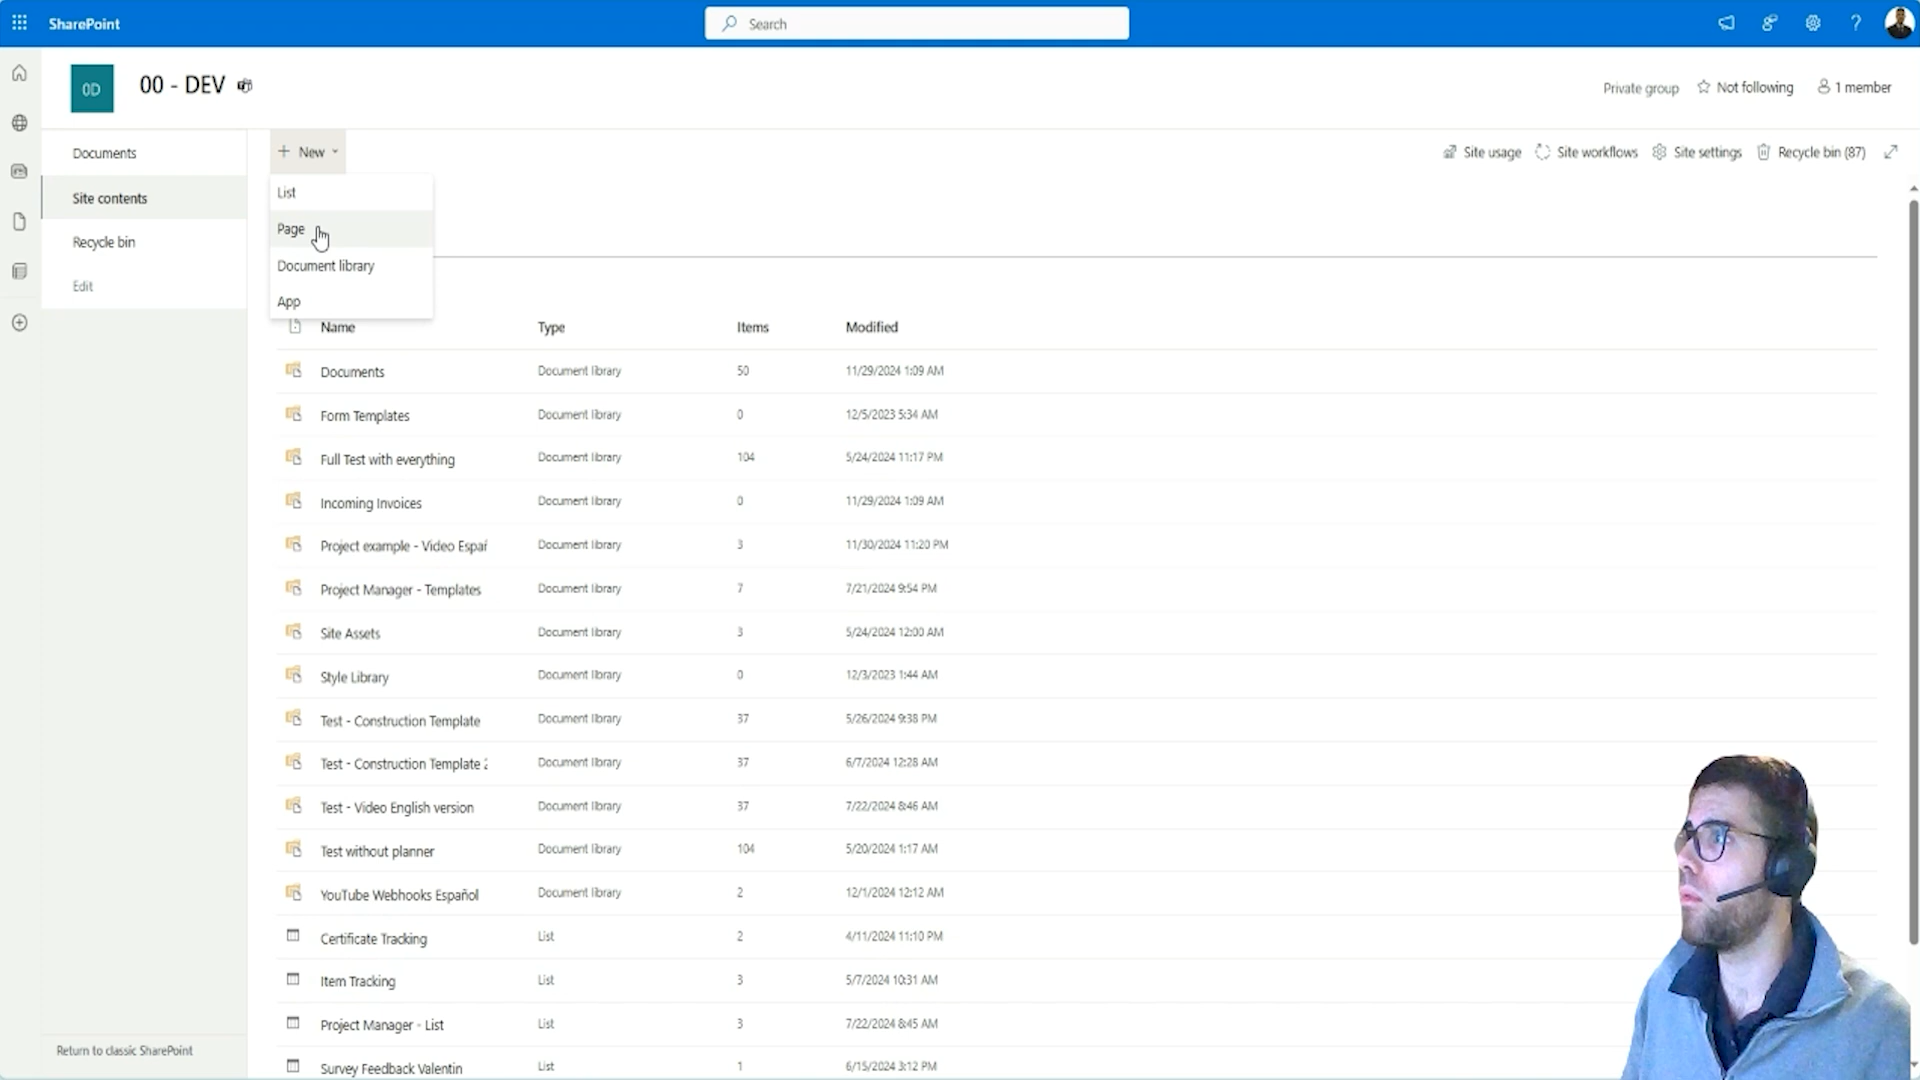 SharePoint
Search
0D
00 - DEV
Private group
Not following
1 member
Documents
Site contents
Recycle bin
Edit
New
Site usage
Site workflows
Site settings
Recycle bin (87)
List
Page
Document library
App
Name Type Items Modified
Documents Document library 50 11/29/2024 1:09 AM
Form Templates Document library 0 12/5/2023 5:34 AM
Full Test with everything Document library 104 5/24/2024 11:17 PM
Incoming Invoices Document library 0 11/29/2024 1:09 AM
Project example - Video Españ Document library 3 11/30/2024 11:20 PM
Project Manager - Templates Document library 7 7/21/2024 9:54 PM
Site Assets Document library 3 5/24/2024 12:00 AM
Style Library Document library 0 12/3/2023 1:44 AM
Test - Construction Template Document library 37 5/26/2024 9:38 PM
Test - Construction Template 2 Document library 37 6/7/2024 12:28 AM
Test - Video English version Document library 37 7/22/2024 8:46 AM
Test without planner Document library 104 5/20/2024 1:17 AM
YouTube Webhooks Español Document library 2 12/1/2024 12:12 AM
Certificate Tracking List 2 4/11/2024 11:10 PM
Item Tracking List 3 5/7/2024 10:31 AM
Project Manager - List List 3 7/22/2024 8:45 AM
Survey Feedback Valentin List 1 6/15/2024 3:12 PM
Return to classic SharePoint